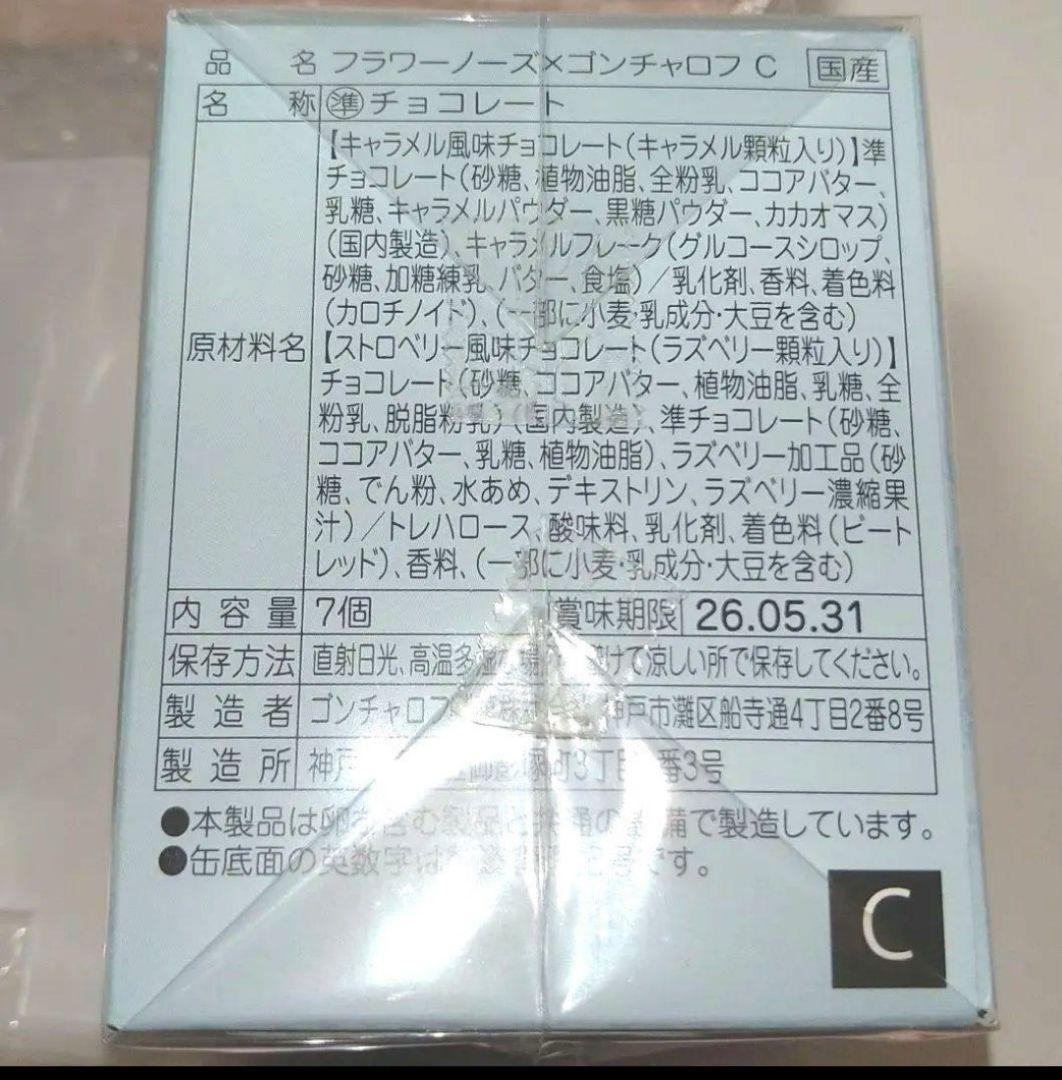 品名 フラワーノーズ×ゴンチャロフ C 国産
名称 準 チョコレート
【キャラメル風味チョコレート(キャラメル顆粒入り)】準
チョコレート(砂糖、植物油脂、全粉乳、ココアバター、
乳糖、キャラメルパウダー、黒糖パウダー、カカオマス)
(国内製造)、キャラメルフレーク(グルコースシロップ、
砂糖、加糖練乳、バター、食塩)/乳化剤、香料、着色料
(カロチノイド)、(一部に小麦・乳成分・大豆を含む)
原材料名 【ストロベリー風味チョコレート(ラズベリー顆粒入り)】
チョコレート(砂糖、ココアバター、植物油脂、乳糖、全
粉乳、脱脂粉乳)(国内製造)、準チョコレート(砂糖、
ココアバター、乳糖、植物油脂)、ラズベリー加工品(砂
糖、でん粉、水あめ、デキストリン、ラズベリー濃縮果
汁)/トレハロース、酸味料、乳化剤、着色料(ビート
レッド)、香料、(一部に小麦・乳成分・大豆を含む)
内容量 7個 賞味期限 26.05.31
保存方法 直射日光、高温多湿の場所を避けて涼しい所で保存してください。
製造者 ゴンチャロフ 神戸市灘区船寺通4丁目2番8号
製造所 神戸 塚町3丁目 番3号
●本製品は卵を含む製品と共通の設備で製造しています。
●缶底面の英数字は です。
C